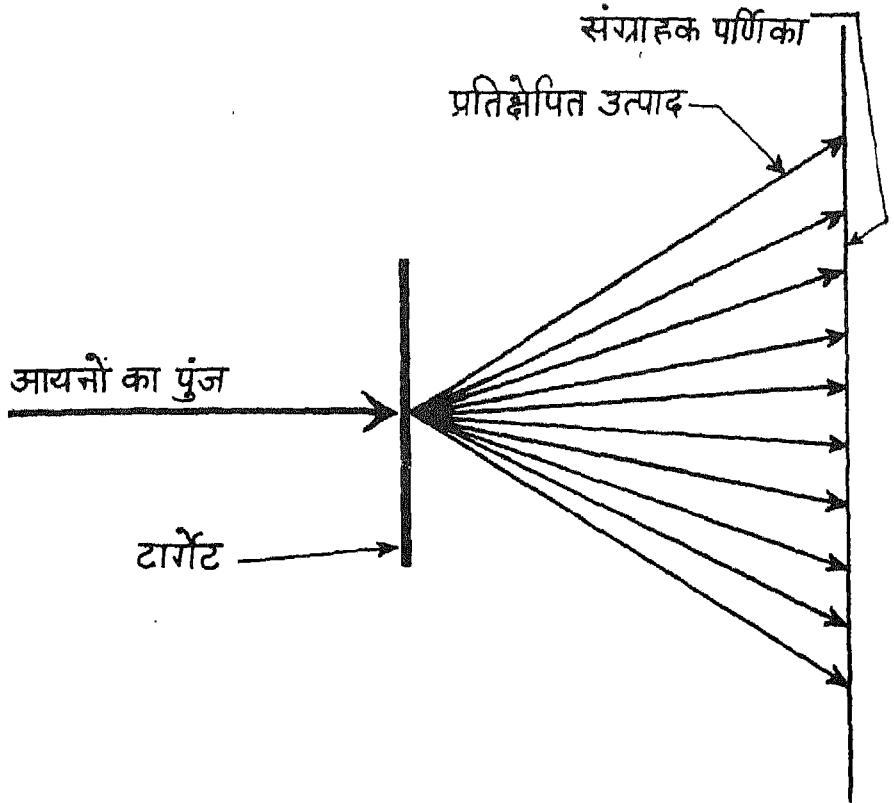 संग्राहक पर्णिका
प्रतिक्षेपित उत्पाद
आयनों का पुंज
टार्गेट